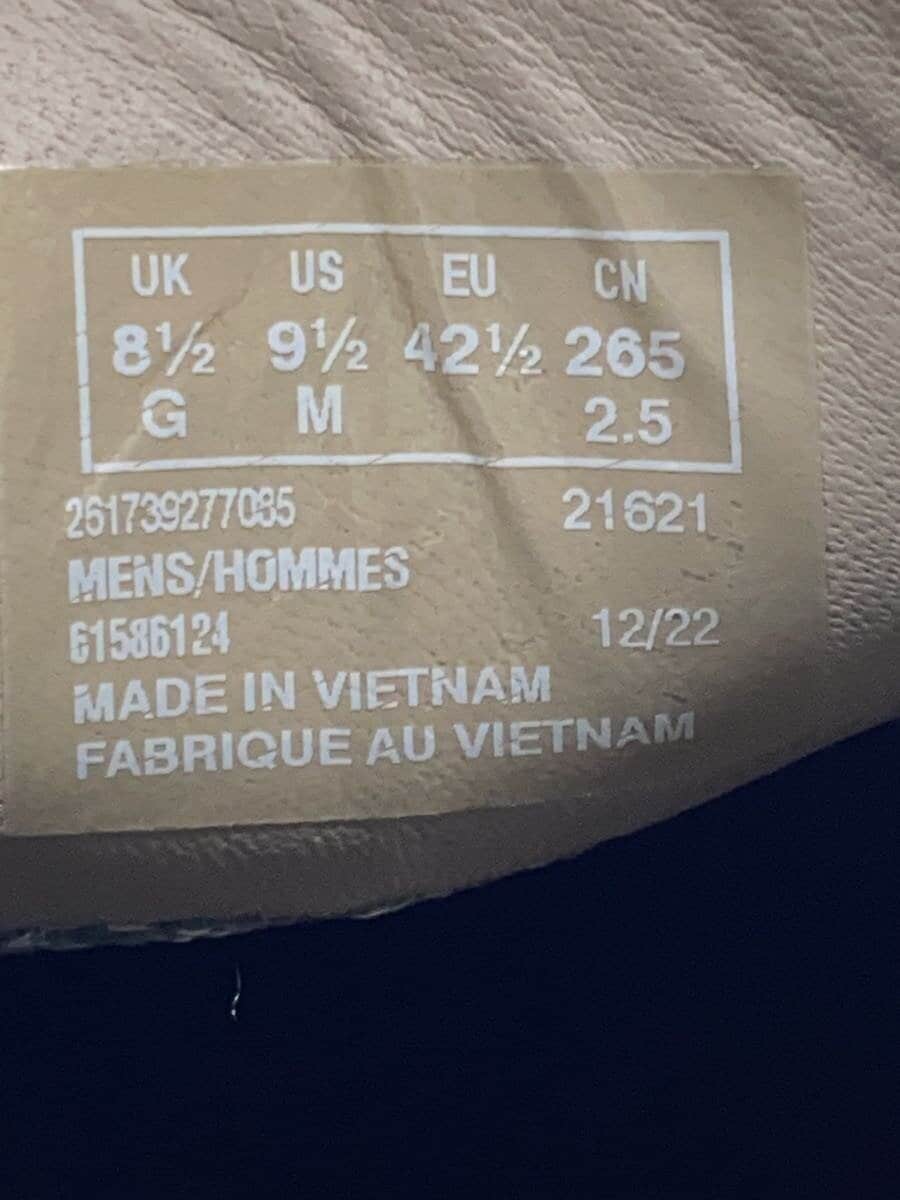 UK US EU CN
8½ 9½ 42½ 265
G M 2.5
261739277085 21621
MENS/HOMMES
61586124 12/22
MADE IN VIETNAM
FABRIQUE AU VIETNAM